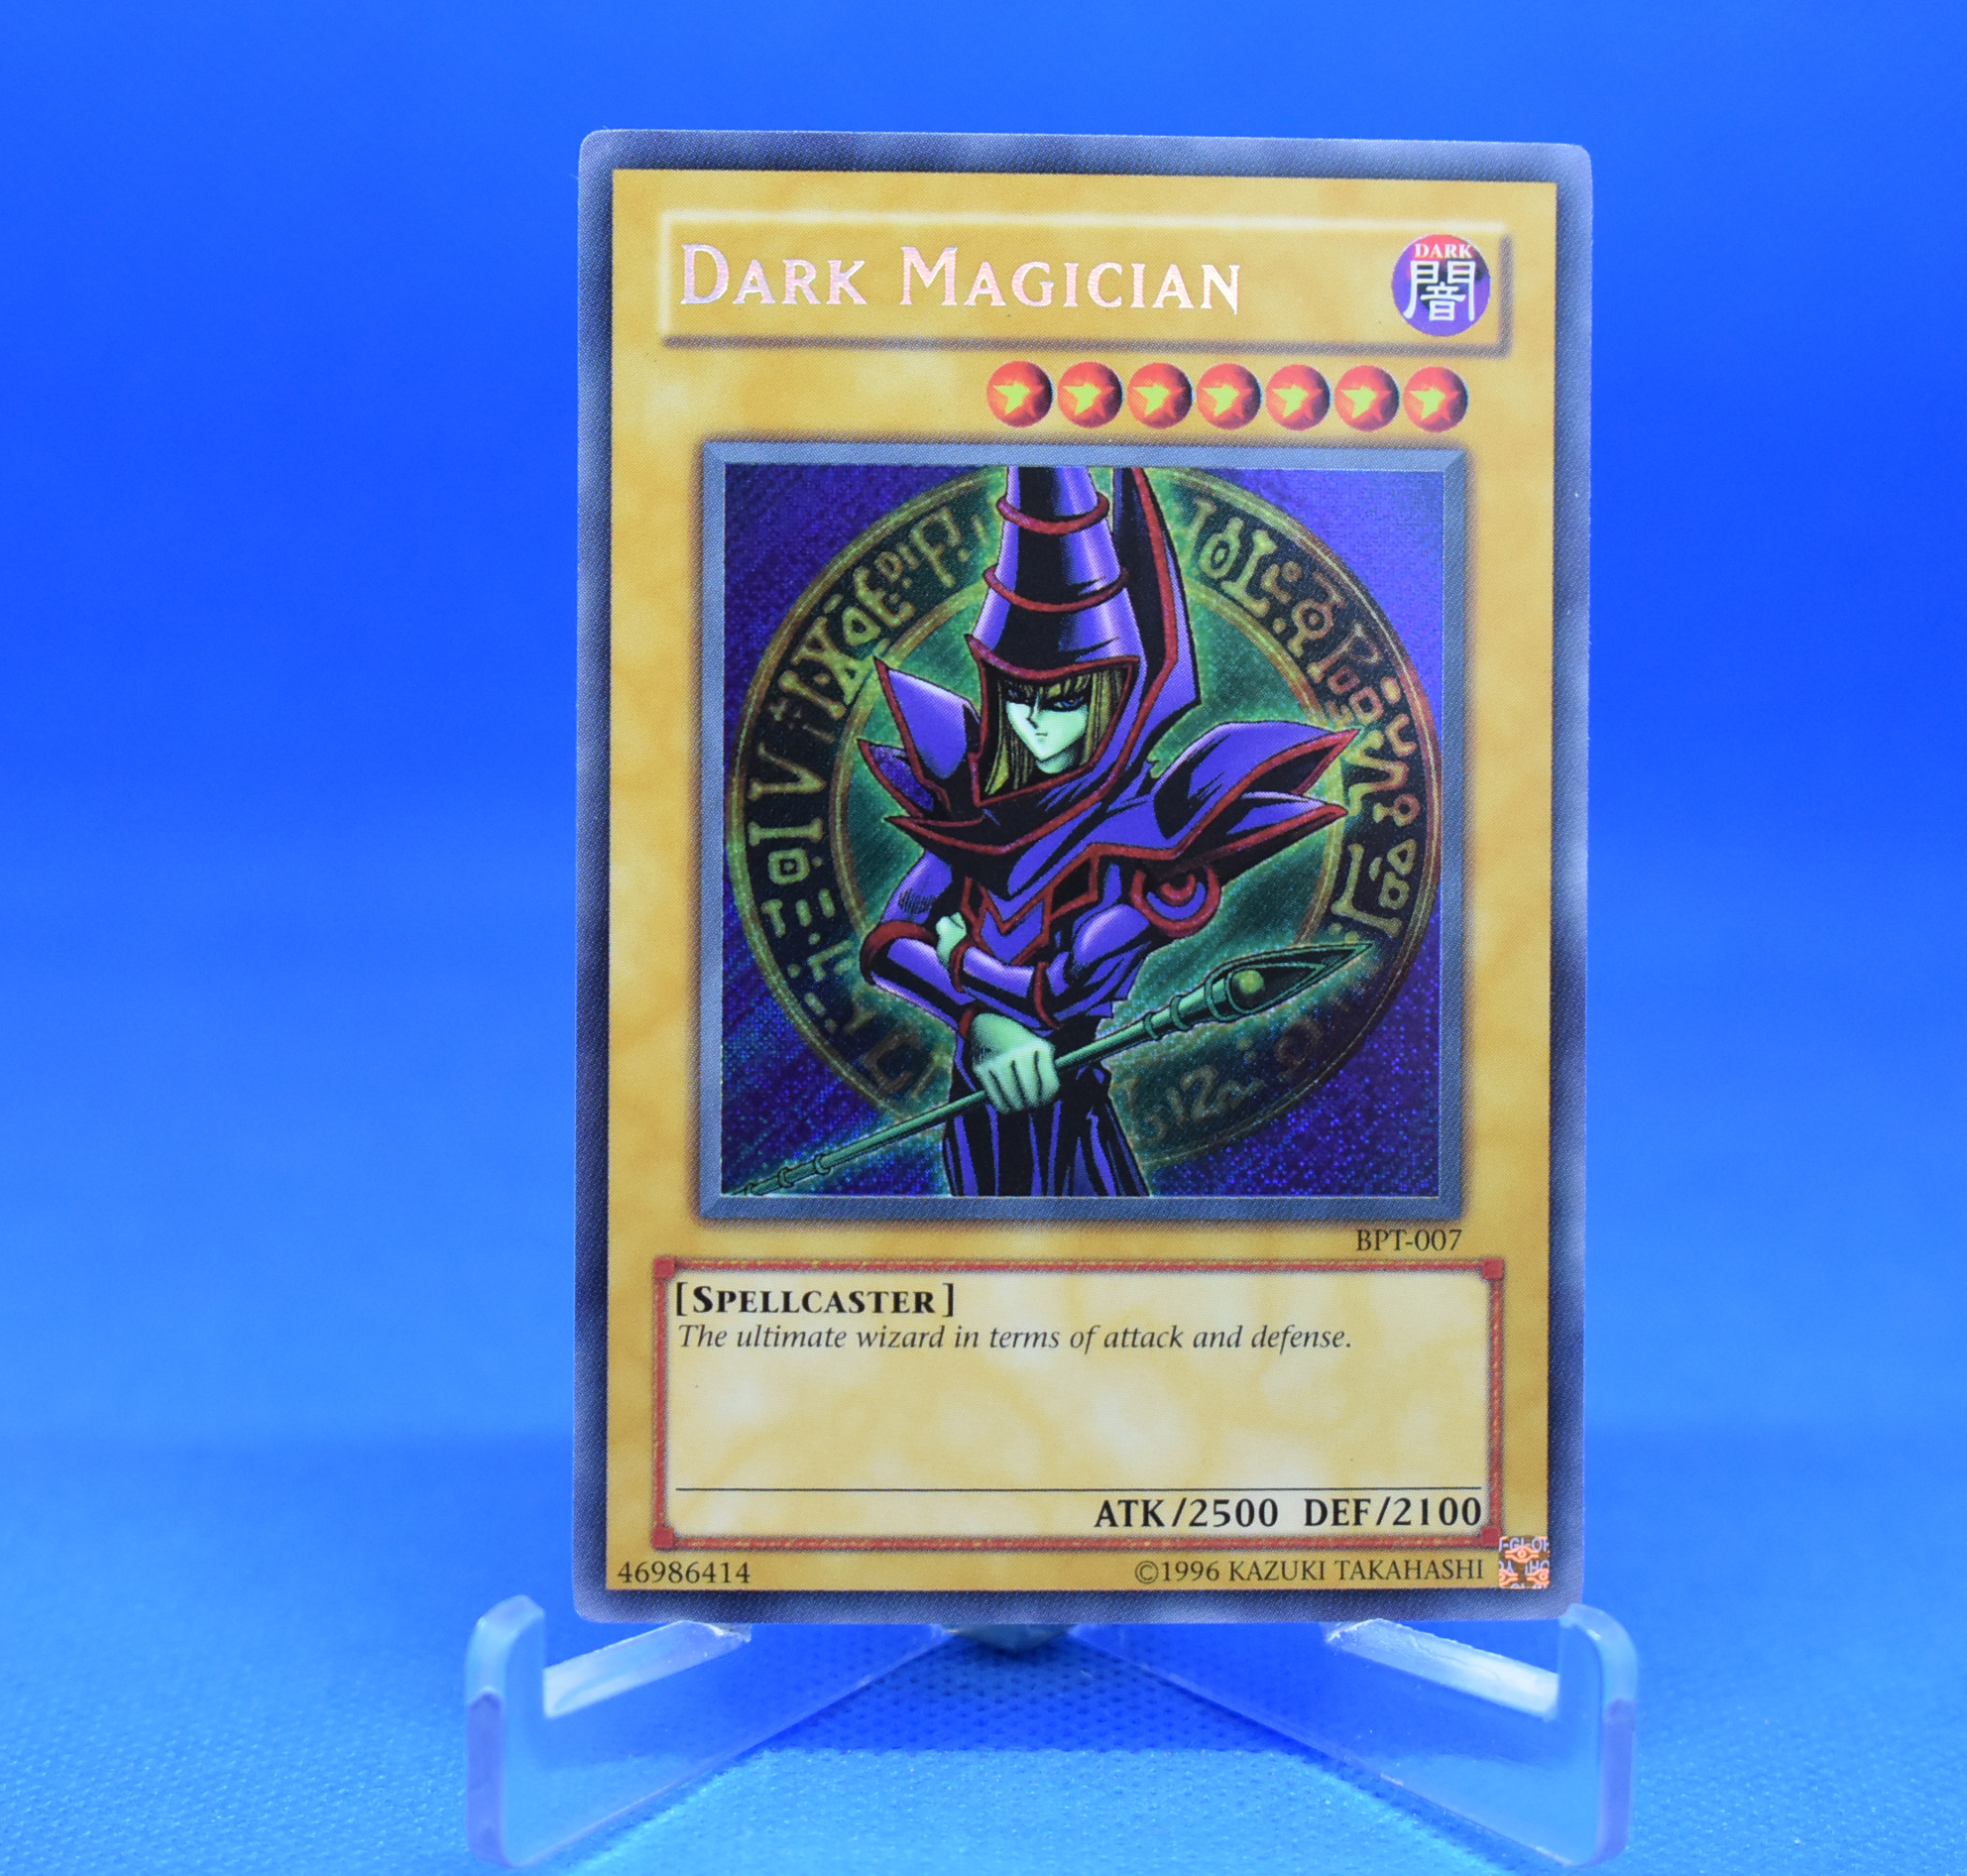 DARK MAGICIAN
DARK
闇
BPT-007
[SPELLCASTER]
The ultimate wizard in terms of attack and defense.
ATK/2500 DEF/2100
46986414
©1996 KAZUKI TAKAHASHI